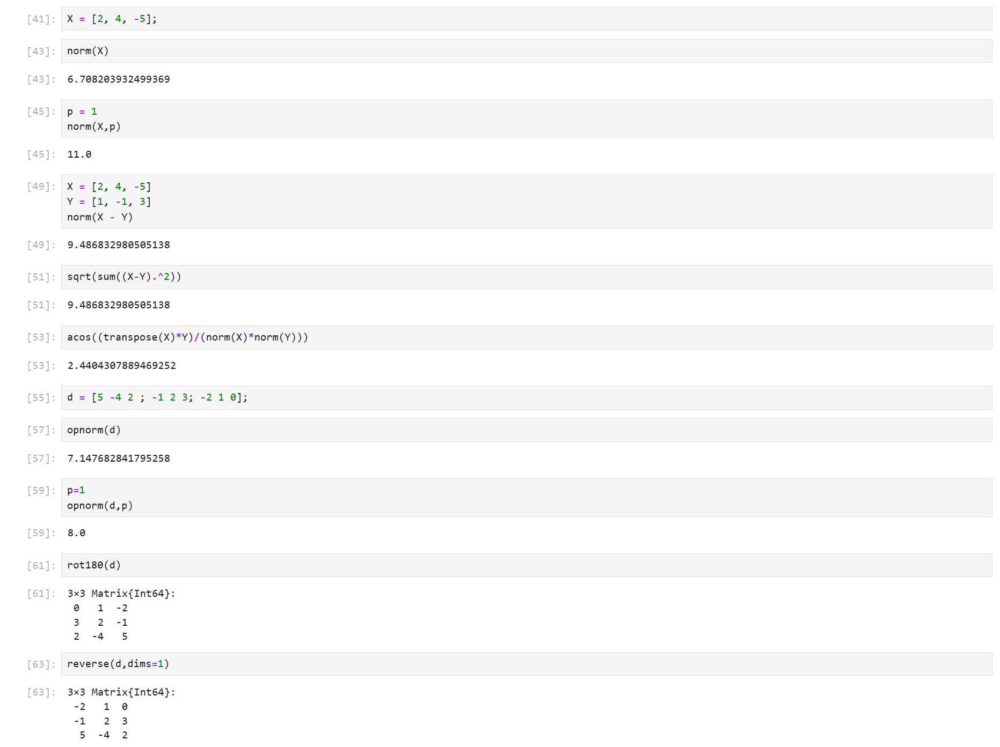 [41]: X = [2, 4, -5];
[43]: norm(X)
[43]: 6.708203932499369
[45]: p = 1
norm(X,p)
[45]: 11.0
[49]: X = [2, 4, -5]
Y = [1, -1, 3]
norm(X - Y)
[49]: 9.486832980505138
[51]: sqrt(sum((X-Y).^2))
[51]: 9.486832980505138
[53]: acos((transpose(X)*Y)/(norm(X)*norm(Y)))
[53]: 2.4404307889469252
[55]: d = [5 -4 2 ; -1 2 3; -2 1 0];
[57]: opnorm(d)
[57]: 7.147682841795258
[59]: p=1
opnorm(d,p)
[59]: 8.0
[61]: rot180(d)
[61]: 3×3 Matrix{Int64}:
0 1 -2
3 2 -1
2 -4 5
[63]: reverse(d,dims=1)
[63]: 3×3 Matrix{Int64}:
-2 1 0
-1 2 3
5 -4 2